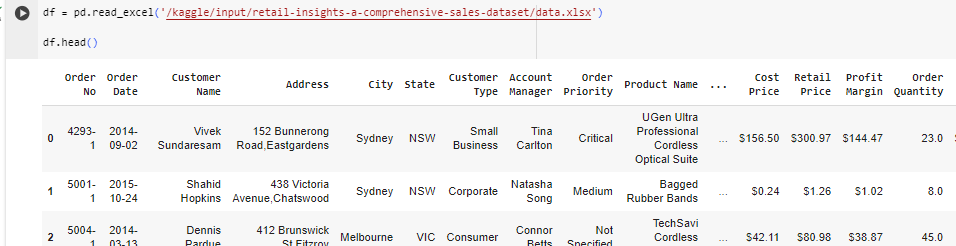 df = pd.read_excel('/kaggle/input/retail-insights-a-comprehensive-sales-dataset/data.xlsx')
df.head()
Order No Order Date Customer Name Address City State Customer Type Account Manager Order Priority Product Name ... Cost Price Retail Price Profit Margin Order Quantity
0 4293-1 2014-09-02 Vivek Sundaresam 152 Bunnerong Road,Eastgardens Sydney NSW Small Business Tina Carlton Critical UGen Ultra Professional Cordless Optical Suite ... $156.50 $300.97 $144.47 23.0
1 5001-1 2015-10-24 Shahid Hopkins 438 Victoria Avenue,Chatswood Sydney NSW Corporate Natasha Song Medium Bagged Rubber Bands ... $0.24 $1.26 $1.02 8.0
2 5004-1 2014-03-13 Dennis Pardue 412 Brunswick St,Fitzroy Melbourne VIC Consumer Connor Betts Not Specified TechSavi Cordless ... $42.11 $80.98 $38.87 45.0